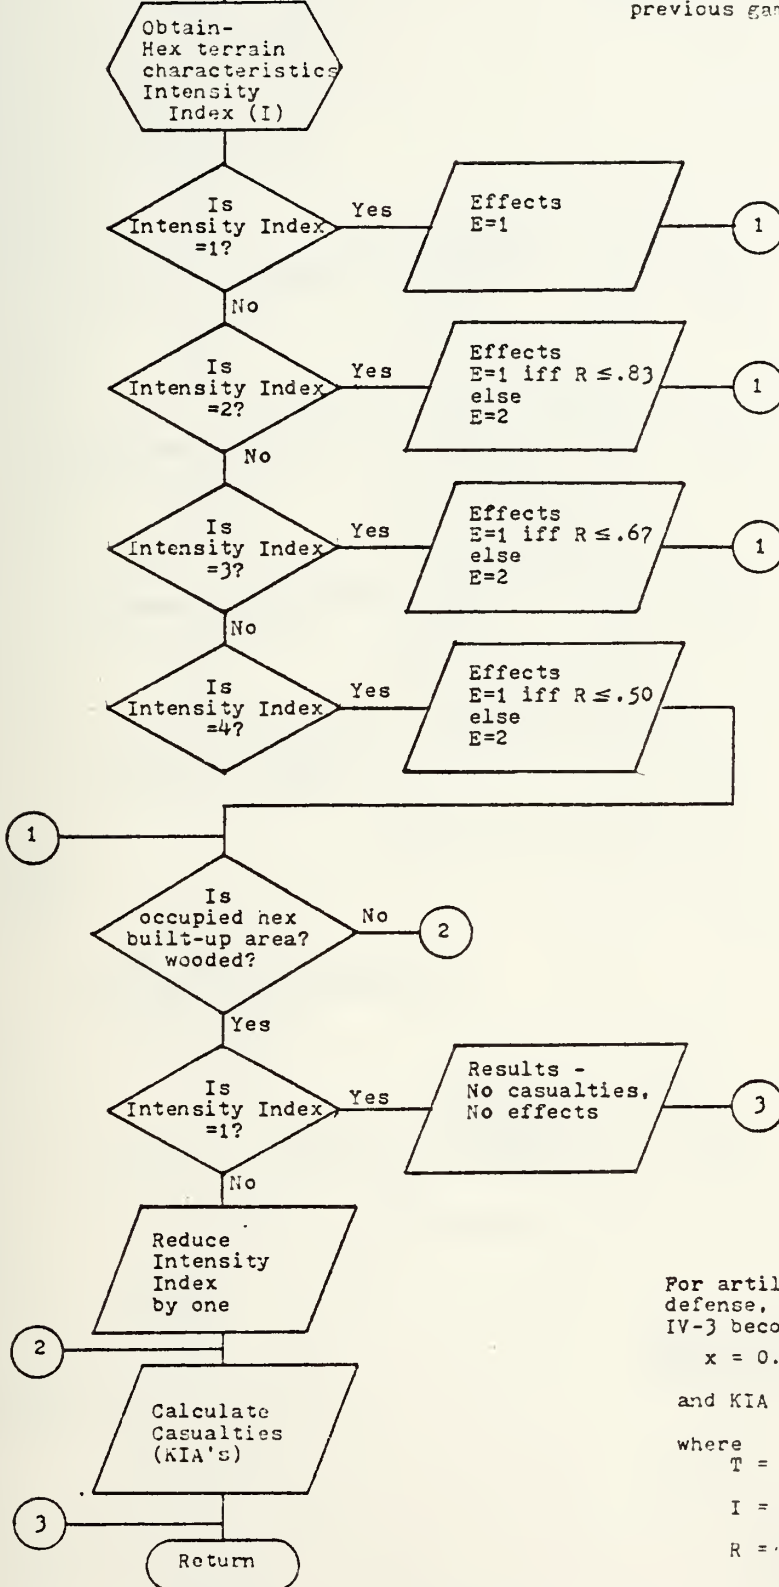 previous
Obtain-
Hex terrain
characteristics
Intensity
Index (I)
Is
Intensity Index
=1?
Yes
Effects
E=1
1
No
Is
Intensity Index
=2?
Yes
Effects
E=1 iff R ≤.83
else
E=2
1
No
Is
Intensity Index
=3?
Yes
Effects
E=1 iff R ≤.67
else
E=2
1
No
Is
Intensity Index
=4?
Yes
Effects
E=1 iff R ≤.50
else
E=2
1
Is
occupied hex
built-up area?
wooded?
No
2
Yes
Is
Intensity Index
=1?
Yes
Results -
No casualties,
No effects
3
No
Reduce
Intensity
Index
by one
2
Calculate
Casualties
(KIA's)
3
Return
For
defense,
IV-3
x = 0.
and KIA
where
T =
I =
R =